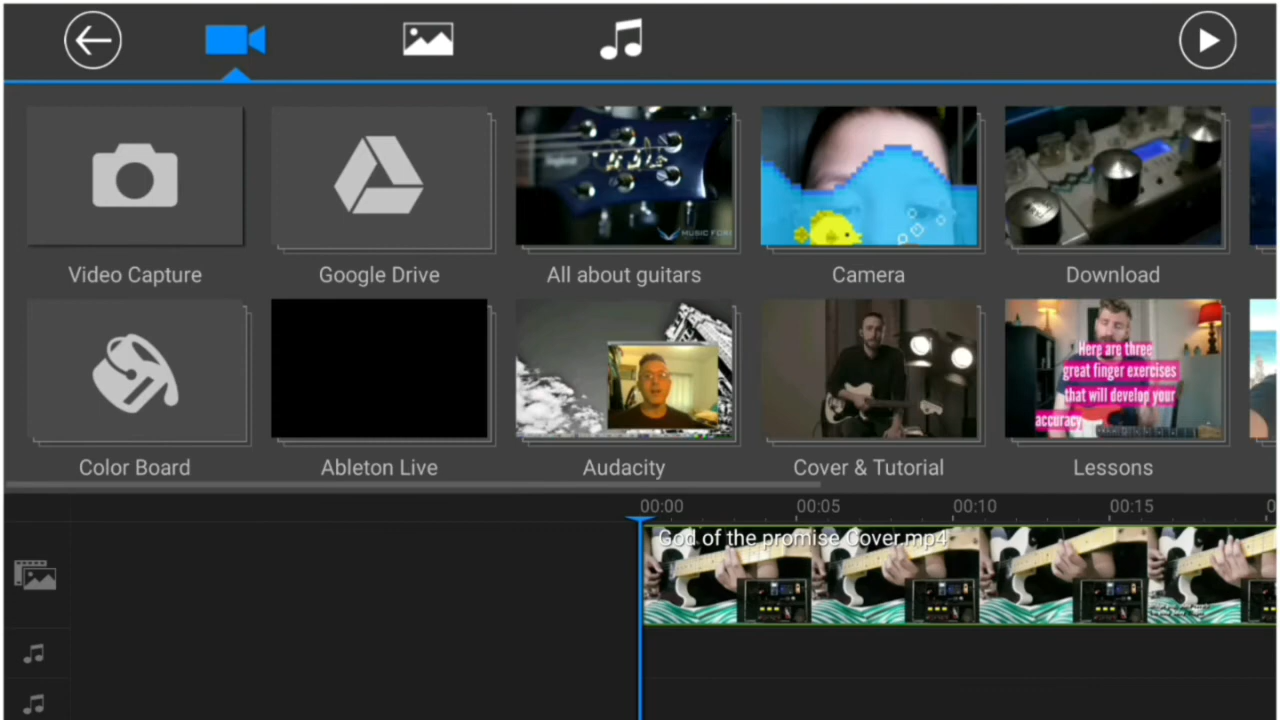 MUSIC FOR
Video Capture
Google Drive
All about guitars
Camera
Download
Here are three
great finger exercises
that will develop your
accuracy
Color Board
Ableton Live
Audacity
Cover & Tutorial
Lessons
00:00
00:05
00:10
00:15
God of the promise Cover.mp4